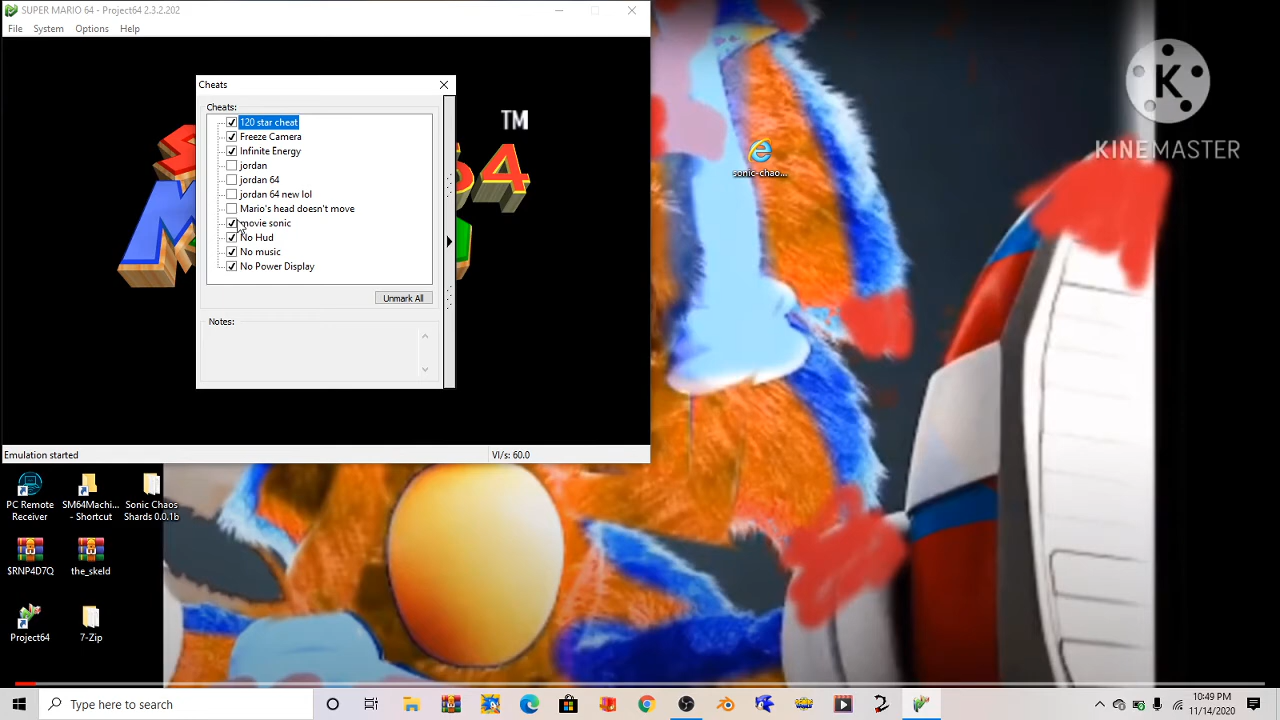 SUPER MARIO 64 - Project64 2.3.2.202
File System Options Help
Cheats
Cheats:
120 star cheat
Freeze Camera
Infinite Energy
jordan
jordan 64
jordan 64 new lol
Mario's head doesn't move
movie sonic
No Hud
No music
No Power Display
Unmark All
Notes:
TM
64
K
KINEMASTER
sonic-chao...
Emulation started VI/s: 60.0
PC Remote Receiver
SM64Machi... - Shortcut
Sonic Chaos Shards 0.0.1b
$RNP4D7Q
the_skeld
Project64
7-Zip
Type here to search
10:49 PM
11/14/2020